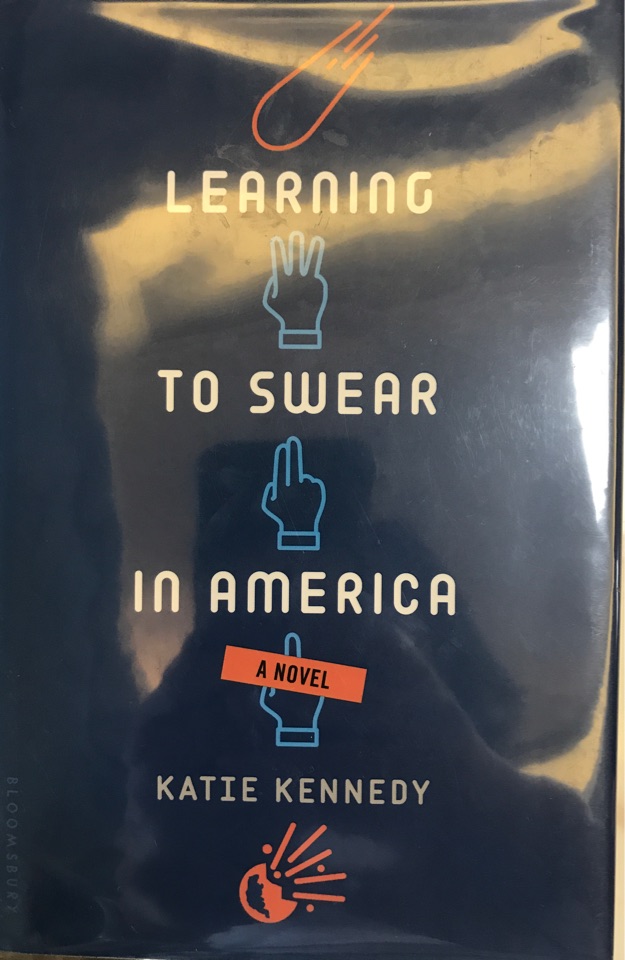 LEARNING
TO SWEAR
IN AMERICA
A NOVEL
KATIE KENNEDY
BLOOMSBURY